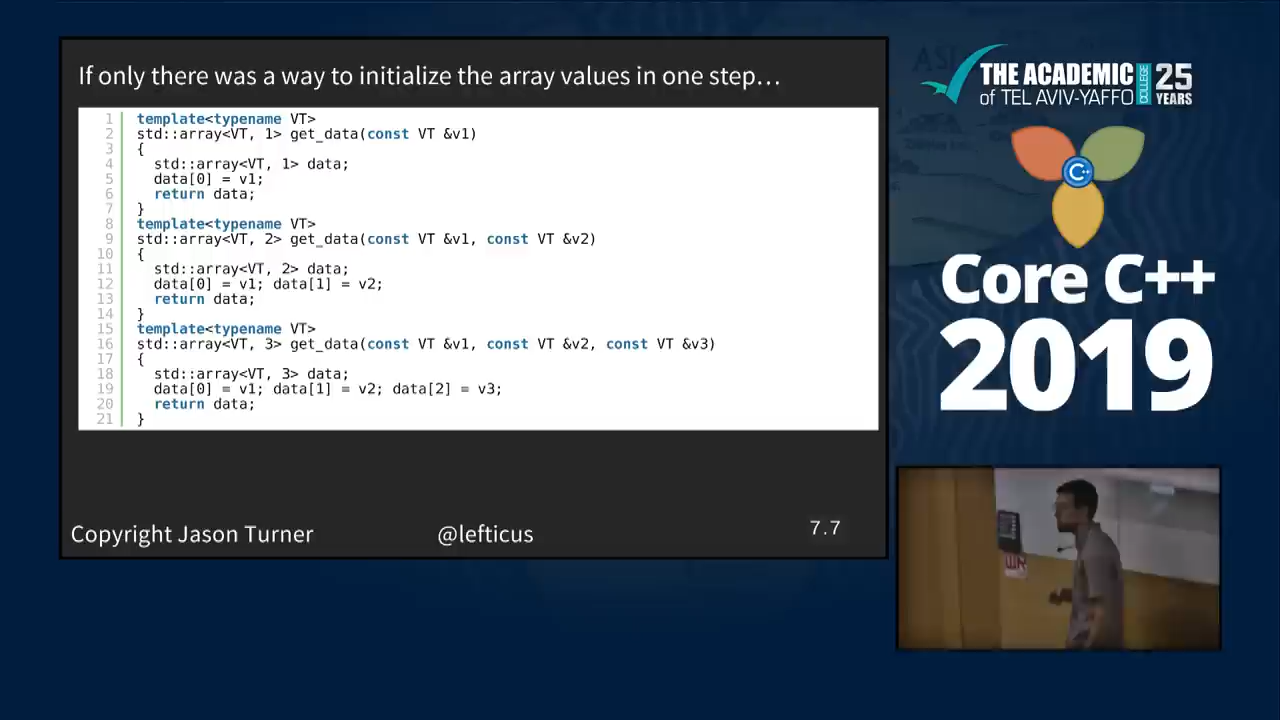 If only there was a way to initialize the array values in one step…
1 template<typename VT>
2 std::array<VT, 1> get_data(const VT &v1)
3 {
4   std::array<VT, 1> data;
5   data[0] = v1;
6   return data;
7 }
8 template<typename VT>
9 std::array<VT, 2> get_data(const VT &v1, const VT &v2)
10 {
11   std::array<VT, 2> data;
12   data[0] = v1; data[1] = v2;
13   return data;
14 }
15 template<typename VT>
16 std::array<VT, 3> get_data(const VT &v1, const VT &v2, const VT &v3)
17 {
18   std::array<VT, 3> data;
19   data[0] = v1; data[1] = v2; data[2] = v3;
20   return data;
21 }
Copyright Jason Turner @lefticus 7.7
THE ACADEMIC COLLEGE 25
of TEL AVIV-YAFFO YEARS
C++
Core C++
2019